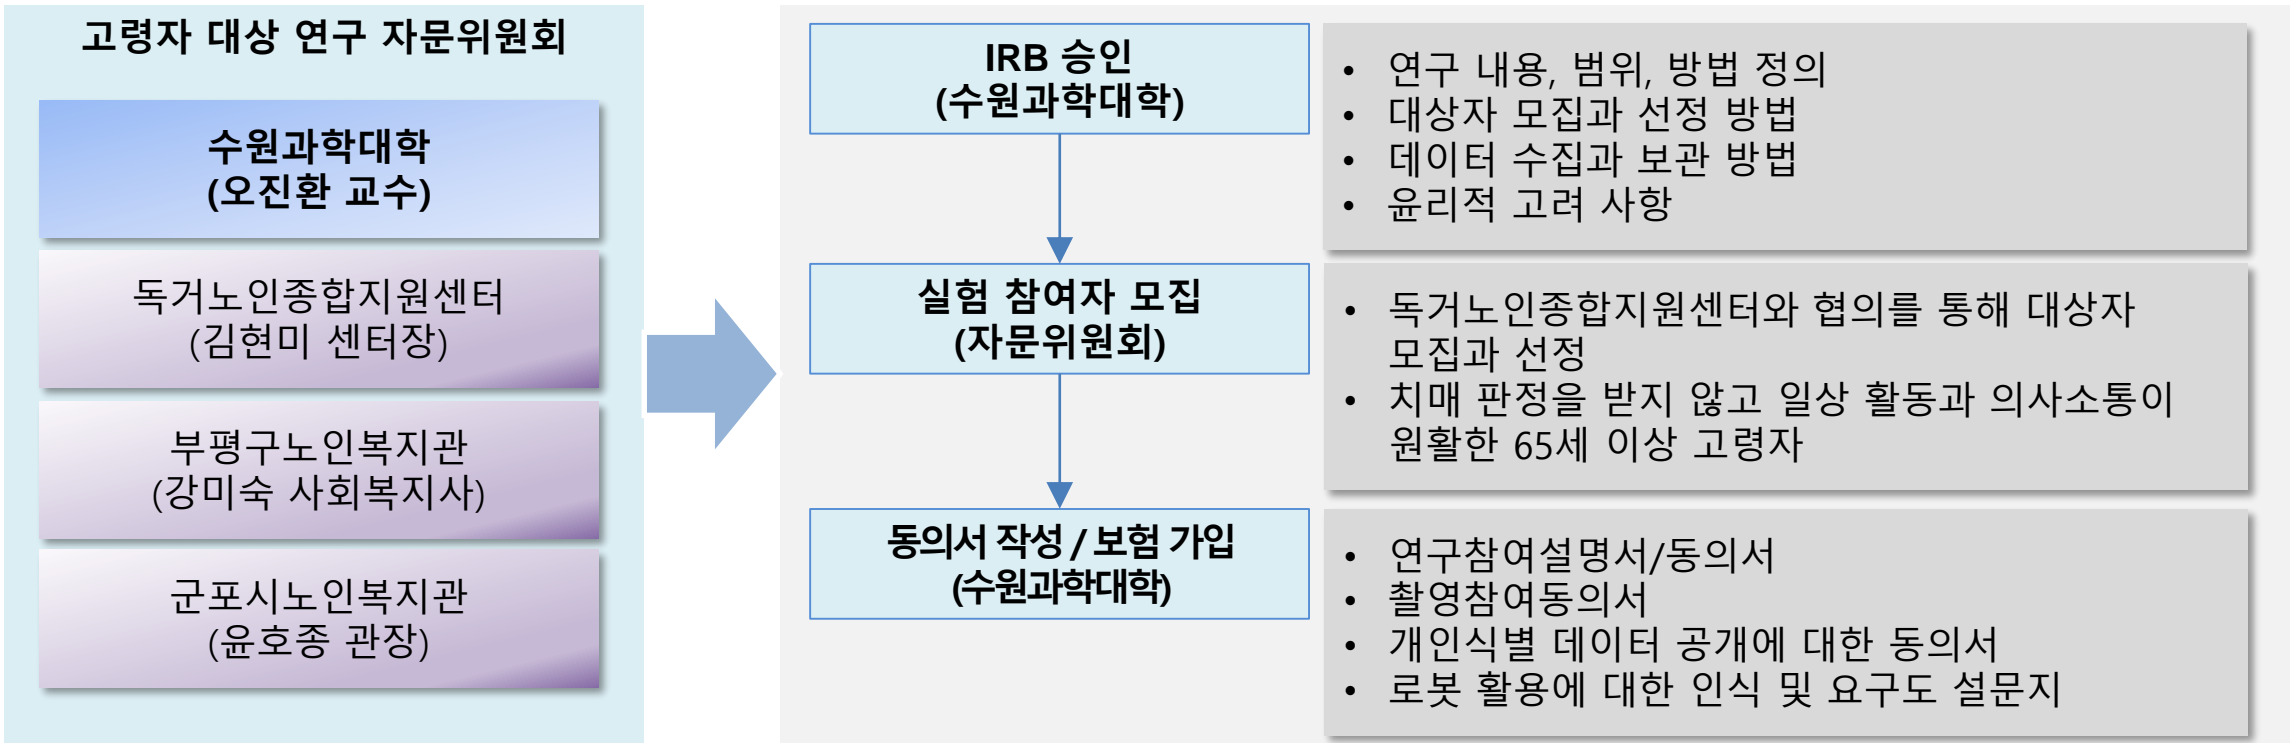 고령자 대상 연구 자문위원회
수원과학대학
(오진환 교수)
독거노인종합지원센터
(김현미 센터장)
부평구노인복지관
(강미숙 사회복지사)
군포시노인복지관
(윤호종 관장)
IRB 승인
(수원과학대학)
• 연구 내용, 범위, 방법 정의
• 대상자 모집과 선정 방법
• 데이터 수집과 보관 방법
• 윤리적 고려 사항
실험 참여자 모집
(자문위원회)
• 독거노인종합지원센터와 협의를 통해 대상자
모집과 선정
• 치매 판정을 받지 않고 일상 활동과 의사소통이
원활한 65세 이상 고령자
동의서 작성 / 보험 가입
(수원과학대학)
• 연구참여설명서/동의서
• 촬영참여동의서
• 개인식별 데이터 공개에 대한 동의서
• 로봇 활용에 대한 인식 및 요구도 설문지